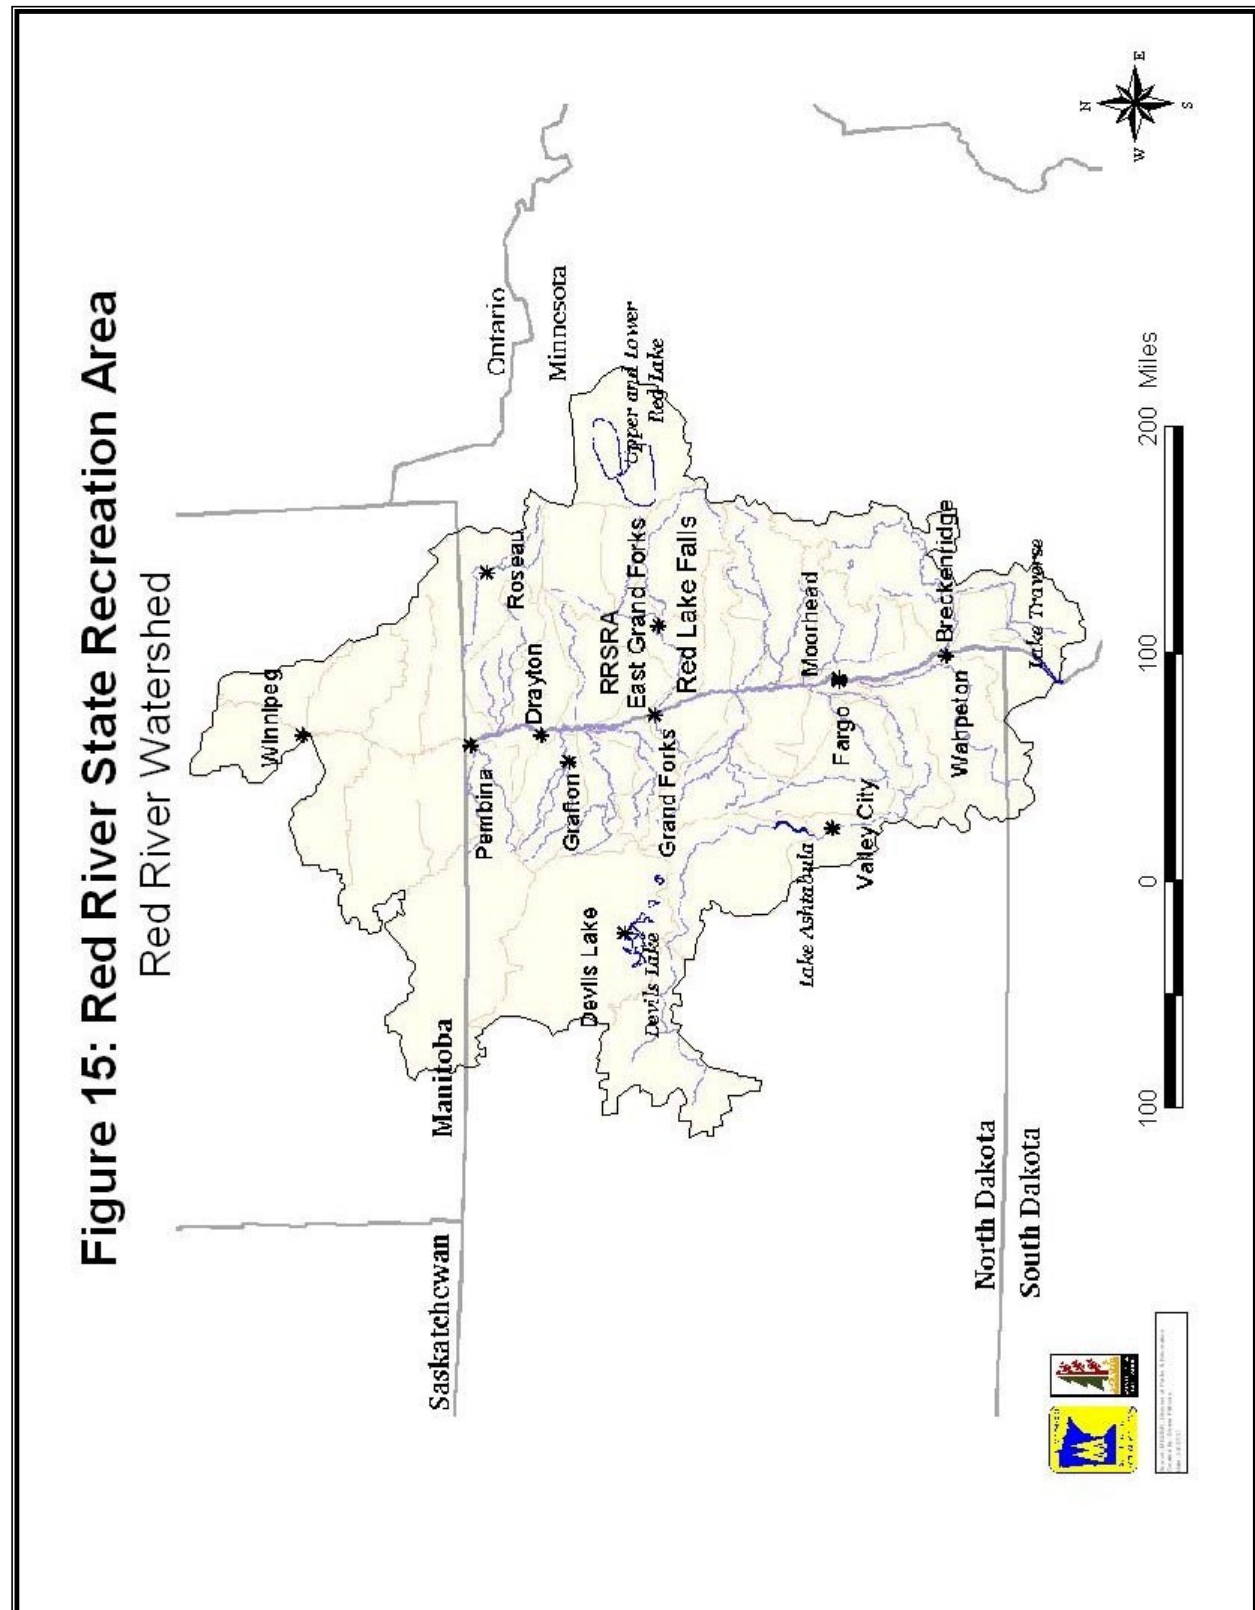 Figure 15: Red River State Recreation Area
Red River Watershed
Winnipeg
Ontario
Minnesota
Saskatchewan
Manitoba
Pembina
Roseau
Drayton
Grafton
Upper and Lower
Red Lake
RRSRA
East Grand Forks
Red Lake Falls
Grand Forks
Devils Lake
Devils Lake
Moorhead
Fargo
Lake Ashtabula
Valley City
Breckenridge
Wahpeton
Lake Traverse
North Dakota
South Dakota
N
W
E
S
100
0
100
200 Miles